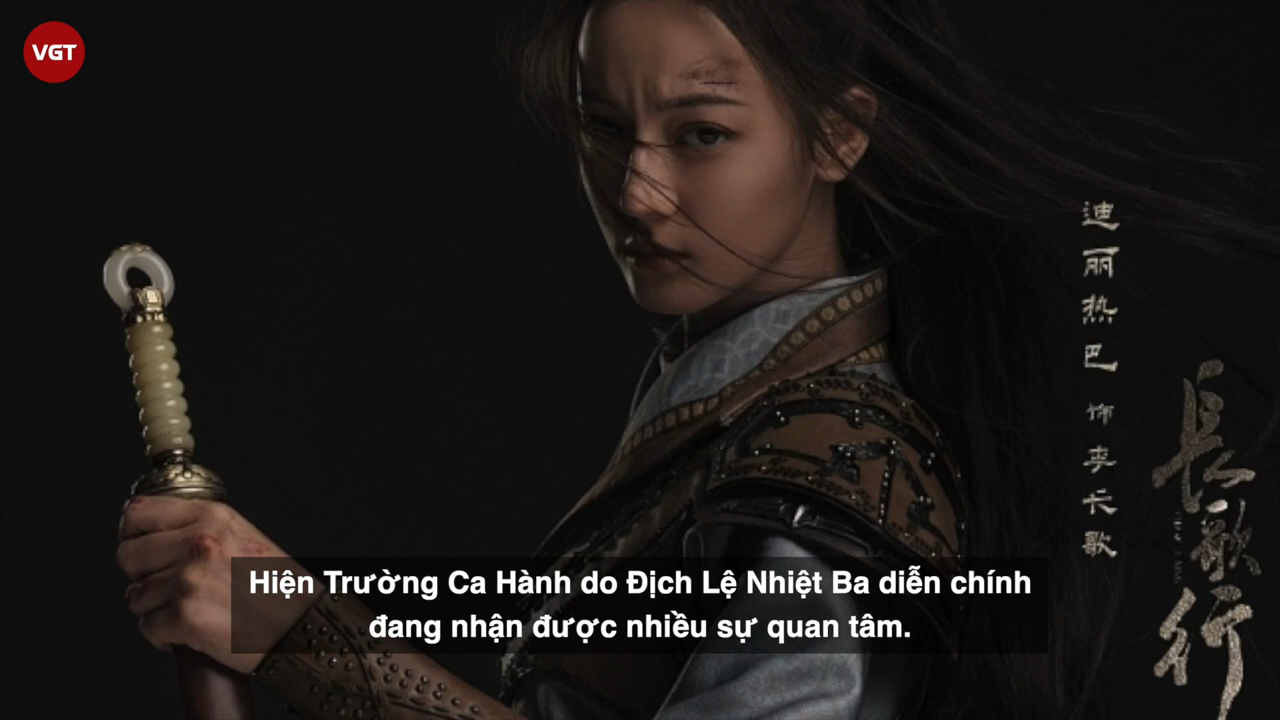 VGT
迪丽热巴 饰 李长歌
長歌行
Hiện Trường Ca Hành do Địch Lệ Nhiệt Ba diễn chính
đang nhận được nhiều sự quan tâm.